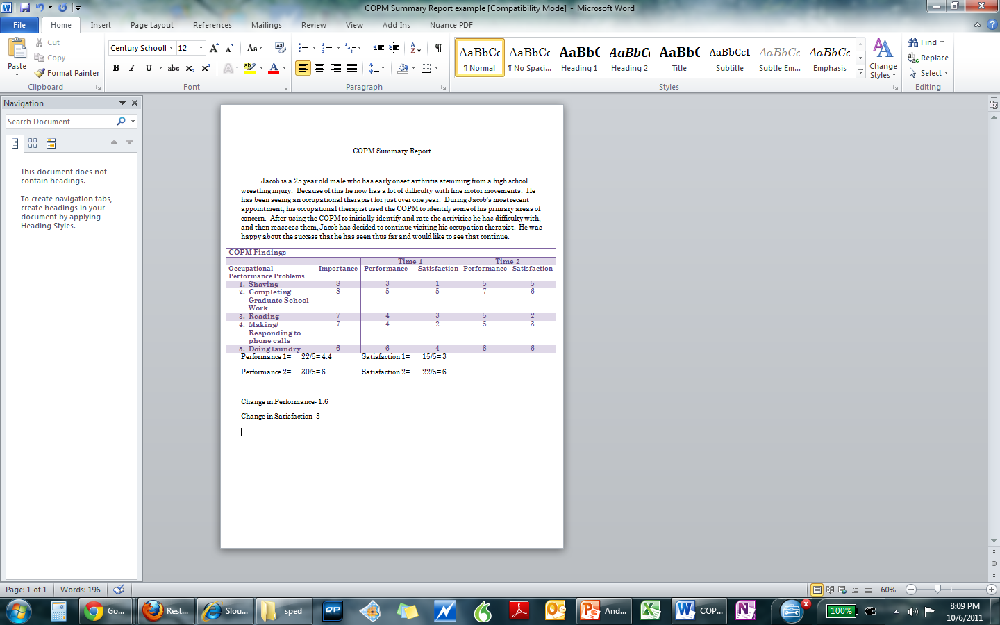 COPM Summary Report example [Compatibility Mode] - Microsoft Word
File Home Insert Page Layout References Mailings Review View Add-Ins Nuance PDF
Paste
Cut
Copy
Format Painter
Clipboard
Century Schooll 12
Font
Paragraph
AaBbCc AaBbCc AaBbC AaBbCc AaBbC AaBbCcD AaBbCc AaBbCc
¶ Normal ¶ No Spaci... Heading 1 Heading 2 Title Subtitle Subtle Em... Emphasis
Change
Styles
Styles
Find
Replace
Select
Editing
Navigation
Search Document
This document does not
contain headings.
To create navigation tabs,
create headings in your
document by applying
Heading Styles.
COPM Summary Report
Jacob is a 25 year old male who has early onset arthritis stemming from a high school
wrestling injury. Because of this he now has a lot of difficulty with fine motor movements. He
has been seeing an occupational therapist for just over one year. During Jacob's most recent
appointment, his occupational therapist used the COPM to identify some of his primary areas of
concern. After using the COPM to initially identify and rate the activities he has difficulty with,
and then reassess them, Jacob has decided to continue visiting his occupation therapist. He was
happy about the success that he has seen thus far and would like to see that continue.
COPM Findings
Time 1 Time 2
Occupational Importance Performance Satisfaction Performance Satisfaction
Performance Problems
1. Shaving 8 3 1 5 5
2. Completing 8 5 5 7 6
Graduate School
Work
3. Reading 7 4 3 5 2
4. Making/ 7 4 2 5 3
Responding to
phone calls
5. Doing laundry 6 6 4 8 6
Performance 1= 22/5= 4.4 Satisfaction 1= 15/5= 3
Performance 2= 30/5= 6 Satisfaction 2= 22/5= 6
Change in Performance- 1.6
Change in Satisfaction- 3
Page: 1 of 1 Words: 196
60%
Go... Rest... Slou... sped And... COP...
100%
8:09 PM
10/6/2011